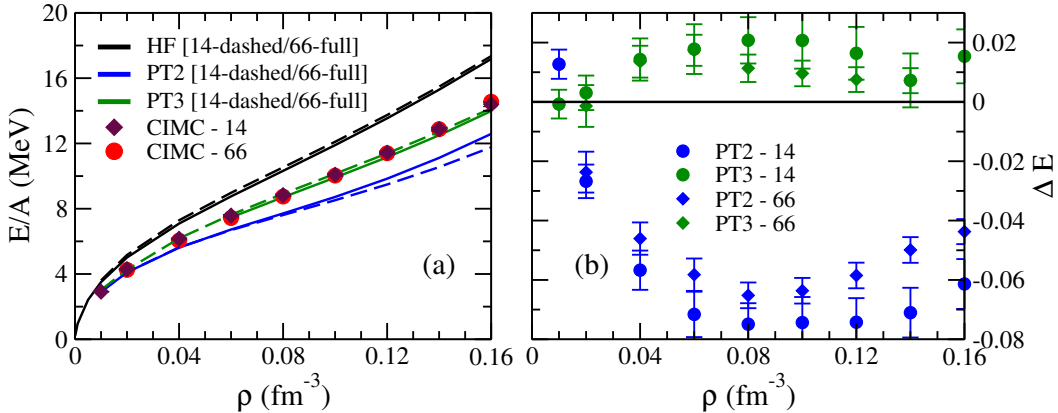 20
16
12
8
4
0
E/A (MeV)
HF [14-dashed/66-full]
PT2 [14-dashed/66-full]
PT3 [14-dashed/66-full]
CIMC - 14
CIMC - 66
(a)
0 0.04 0.08 0.12 0.16
ρ (fm⁻³)
PT2 - 14
PT3 - 14
PT2 - 66
PT3 - 66
(b)
0 0.04 0.08 0.12 0.16
ρ (fm⁻³)
0.02
0
-0.02
-0.04
-0.06
-0.08
Δ E